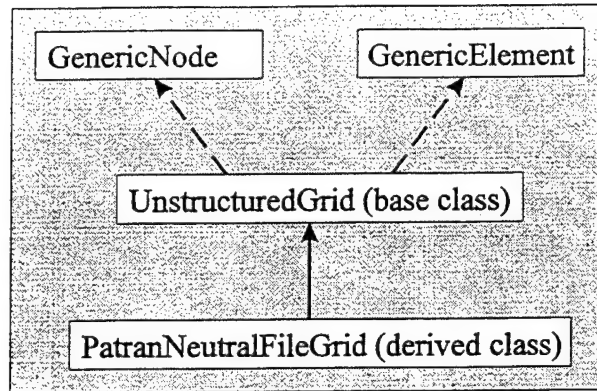 GenericNode
GenericElement
UnstructuredGrid (base class)
PatranNeutralFileGrid (derived class)